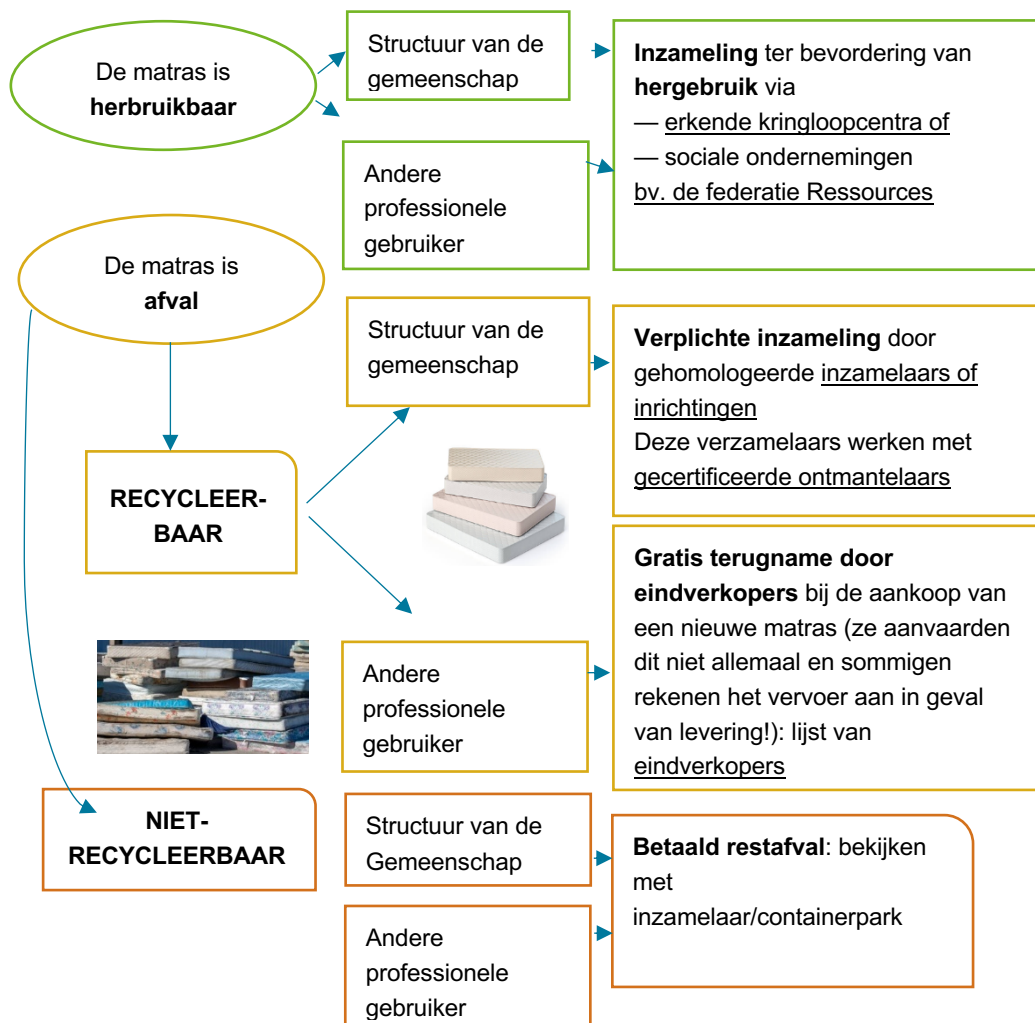 De matras is
herbruikbaar
Structuur van de
gemeenschap
Andere
professionele
gebruiker
Inzameling ter bevordering van
hergebruik via
— erkende kringloopcentra of
— sociale ondernemingen
bv. de federatie Ressources
De matras is
afval
RECYCLEER-
BAAR
Structuur van de
gemeenschap
Verplichte inzameling door
gehomologeerde inzamelaars of
inrichtingen
Deze verzamelaars werken met
gecertificeerde ontmantelaars
Andere
professionele
gebruiker
Gratis terugname door
eindverkopers bij de aankoop van
een nieuwe matras (ze aanvaarden
dit niet allemaal en sommigen
rekenen het vervoer aan in geval
van levering!): lijst van
eindverkopers
NIET-
RECYCLEERBAAR
Structuur van de
Gemeenschap
Andere
professionele
gebruiker
Betaald restafval: bekijken
met
inzamelaar/containerpark